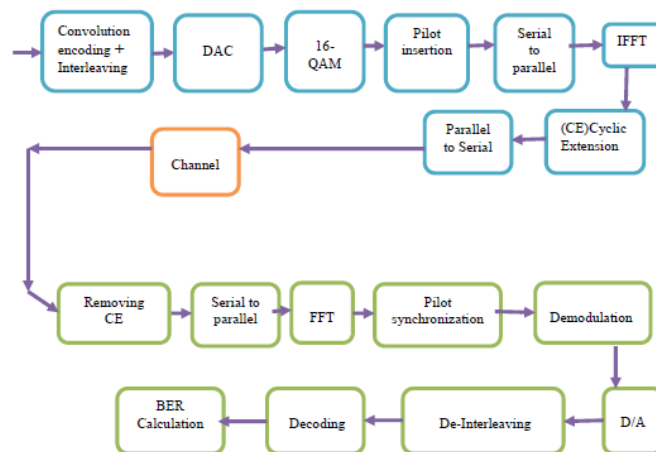 Convolution
encoding +
Interleaving
DAC
16-
QAM
Pilot
insertion
Serial
to
parallel
IFFT
(CE)Cyclic
Extension
Parallel
to Serial
Channel
Removing
CE
Serial to
parallel
FFT
Pilot
synchronization
Demodulation
D/A
De-Interleaving
Decoding
BER
Calculation